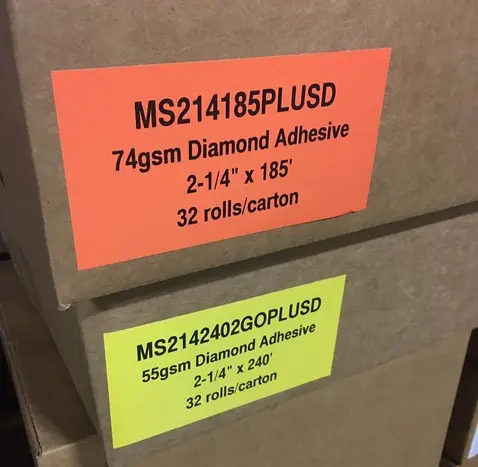 MS214185PLUSD
74gsm Diamond Adhesive
2-1/4" x 185'
32 rolls/carton
MS2142402GOPLUSD
55gsm Diamond Adhesive
2-1/4" x 240'
32 rolls/carton